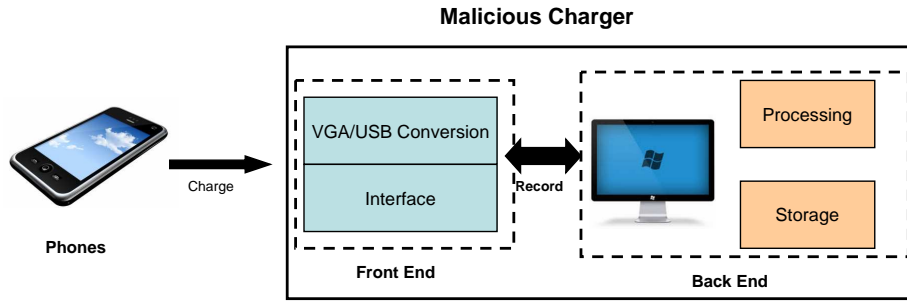 Malicious Charger
VGA/USB Conversion
Interface
Processing
Storage
Charge
Record
Phones
Front End
Back End